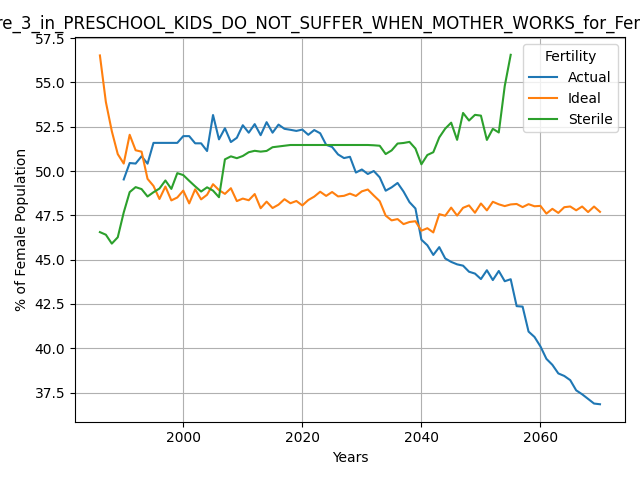 re_3_in_PRESCHOOL_KIDS_DO_NOT_SUFFER_WHEN_MOTHER_WORKS_for_Fer
57.5
55.0
52.5
50.0
47.5
45.0
42.5
40.0
37.5
% of Female Population
2000 2020 2040 2060
Years
Fertility
Actual
Ideal
Sterile